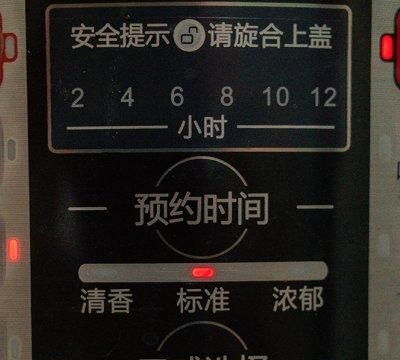 安全提示 请旋合上盖
2 4 6 8 10 12
小时
预约时间
清香 标准 浓郁